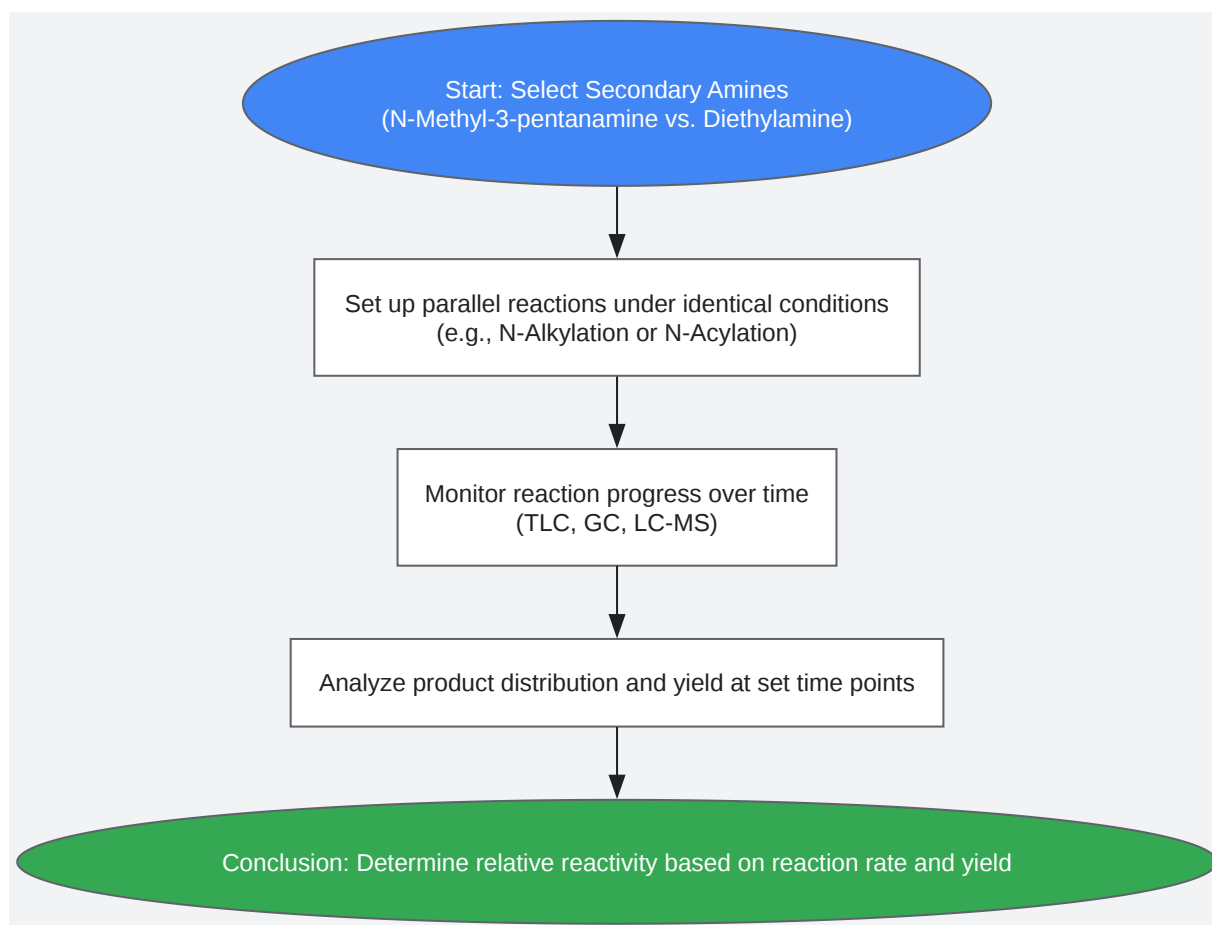 Start: Select Secondary Amines
(N-Methyl-3-pentanamine vs. Diethylamine)
Set up parallel reactions under identical conditions
(e.g., N-Alkylation or N-Acylation)
Monitor reaction progress over time
(TLC, GC, LC-MS)
Analyze product distribution and yield at set time points
Conclusion: Determine relative reactivity based on reaction rate and yield